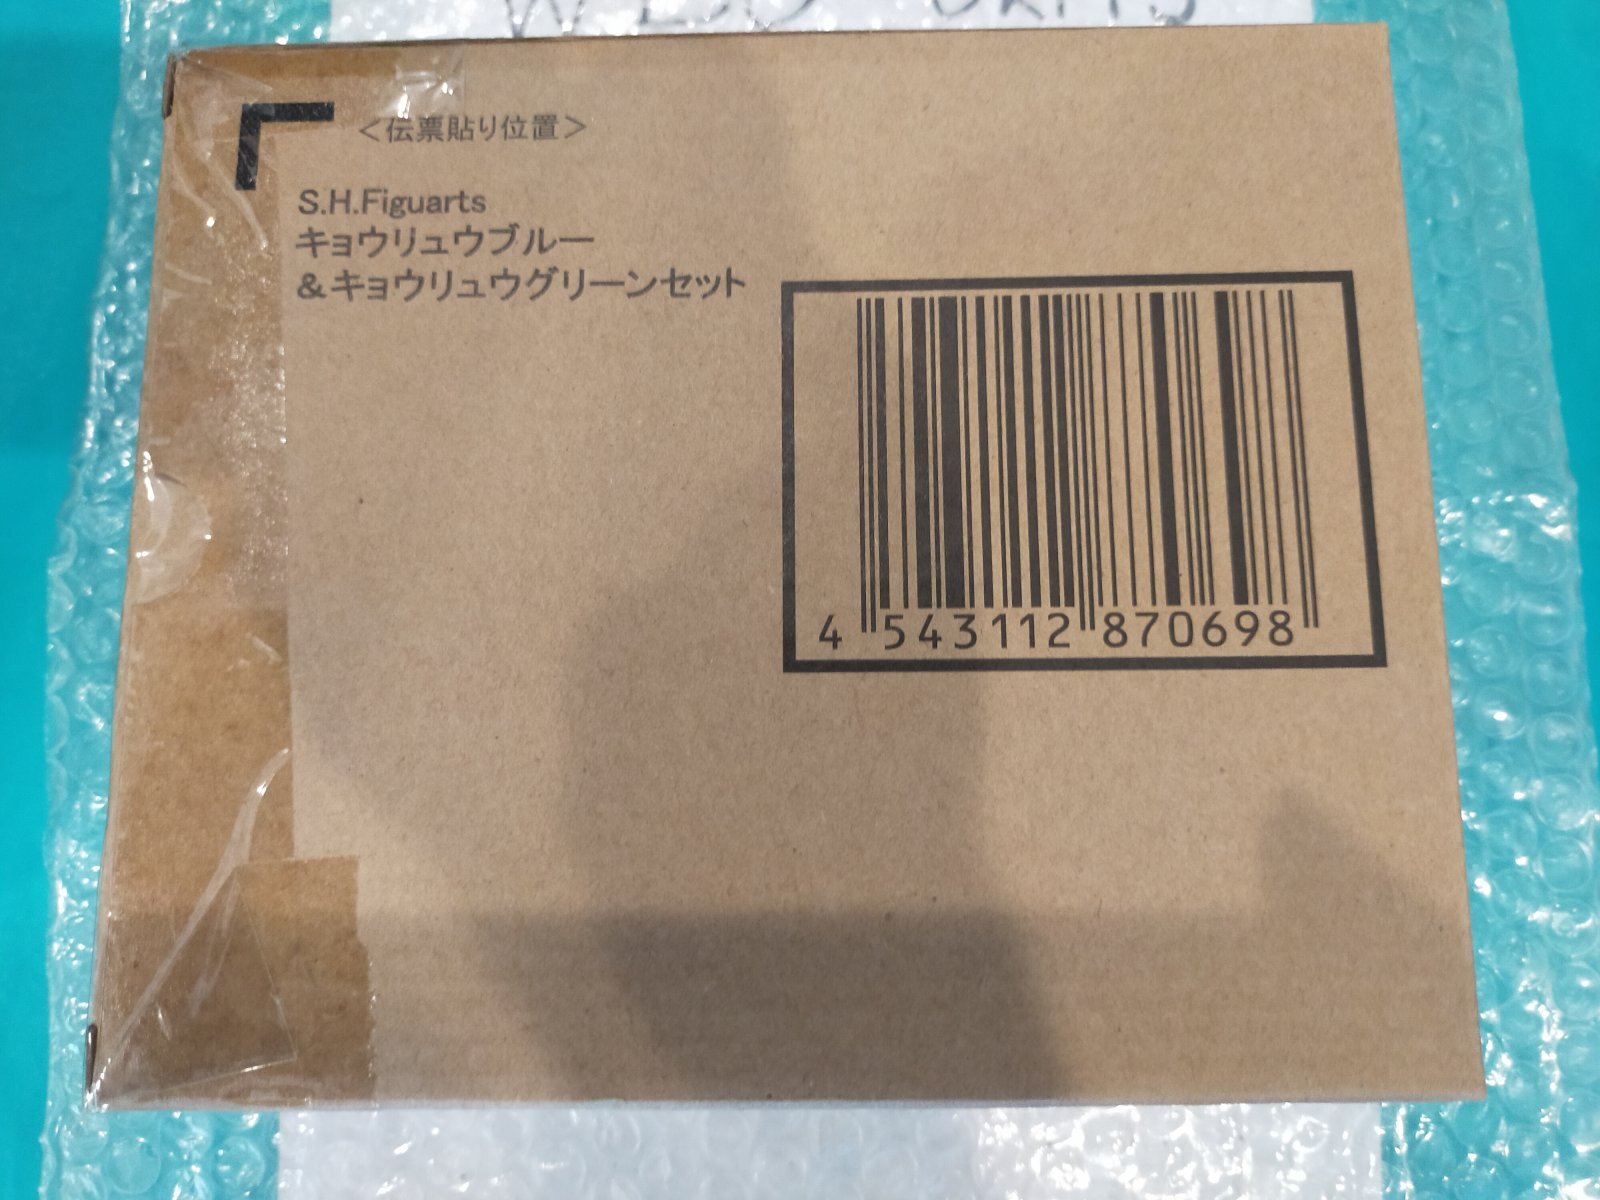 <伝票貼り位置>
S.H.Figuarts
キョウリュウブルー
&キョウリュウグリーンセット
4 543112 870698